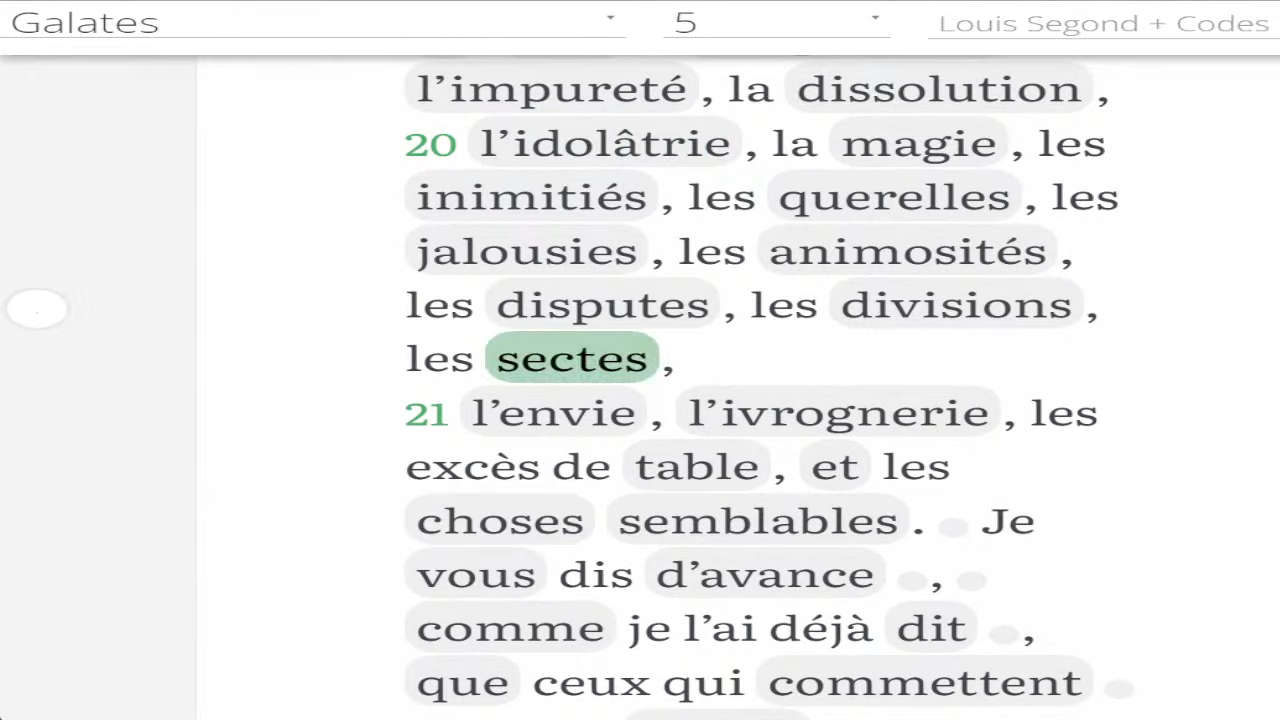 Galates 5 Louis Segond + Codes
l’impureté , la dissolution ,
20 l’idolâtrie , la magie , les
inimitiés , les querelles , les
jalousies , les animosités ,
les disputes , les divisions ,
les sectes ,
21 l’envie , l’ivrognerie , les
excès de table , et les
choses semblables . Je
vous dis d’avance ,
comme je l’ai déjà dit ,
que ceux qui commettent